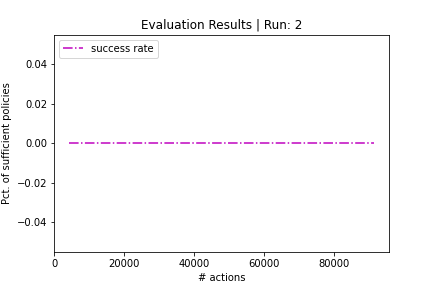 Evaluation Results | Run: 2
success rate
Pct. of sufficient policies
0.04
0.02
0.00
−0.02
−0.04
0
20000
40000
60000
80000
# actions